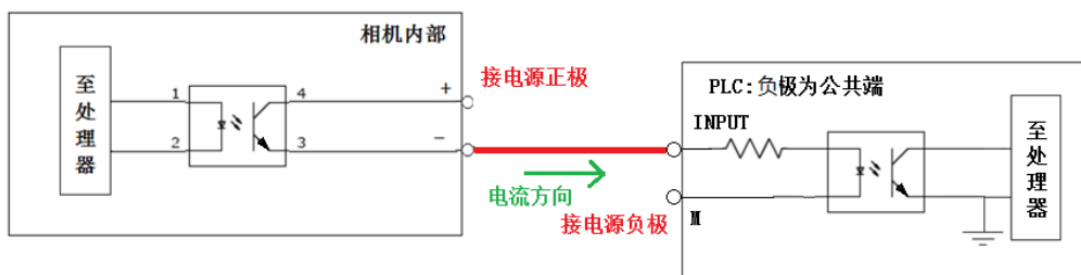 相机内部
至处理器
1
2
4
3
+
−
接电源正极
电流方向
接电源负极
PLC:负极为公共端
INPUT
M
至处理器